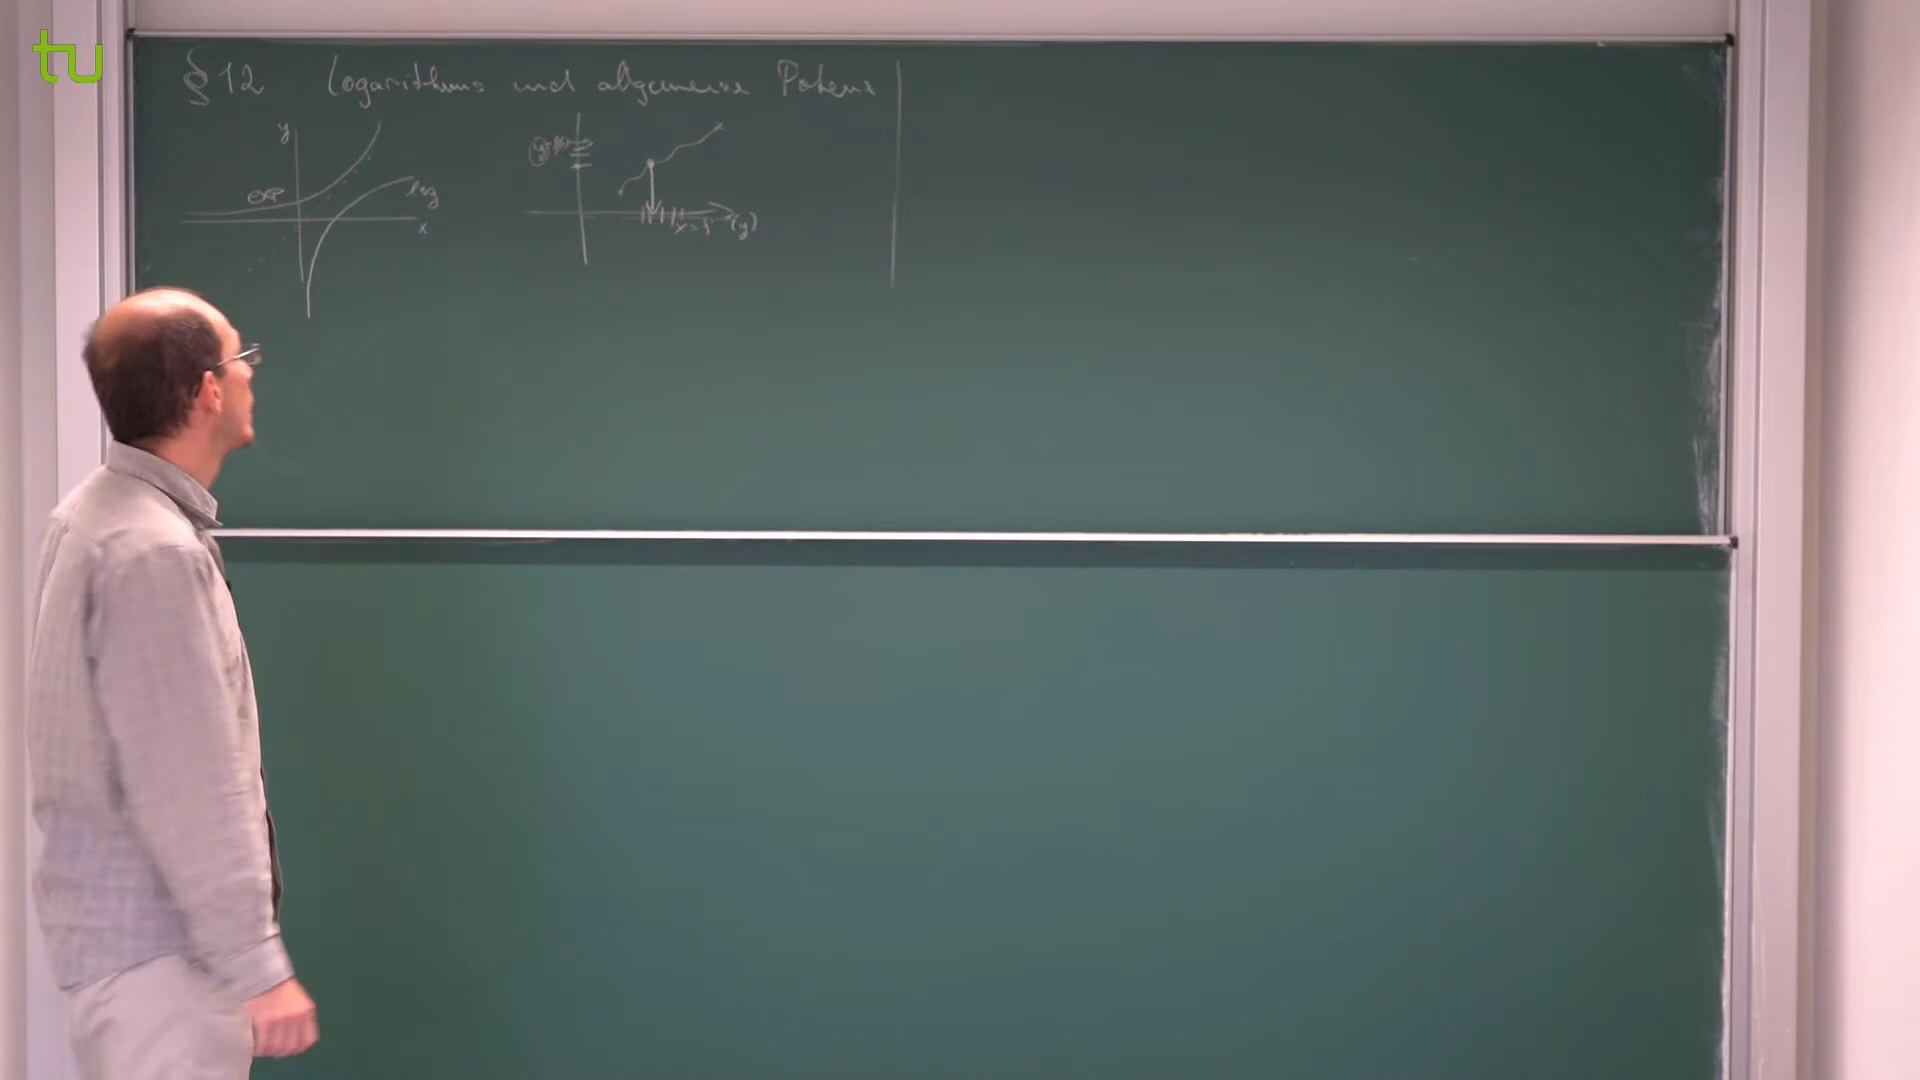 tu
§12 Logarithmus und allgemeine Potenz
y
exp
log
x
(y)